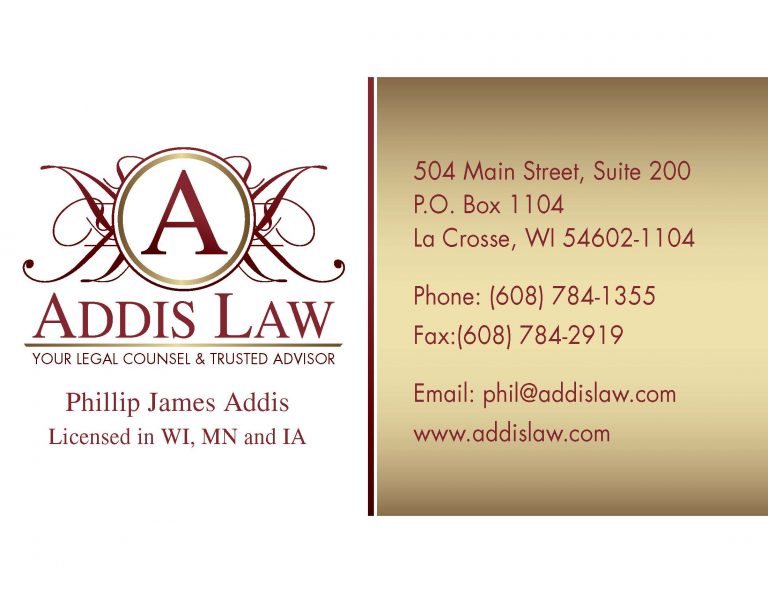 A
ADDIS LAW
YOUR LEGAL COUNSEL & TRUSTED ADVISOR
Phillip James Addis
Licensed in WI, MN and IA
504 Main Street, Suite 200
P.O. Box 1104
La Crosse, WI 54602-1104
Phone: (608) 784-1355
Fax:(608) 784-2919
Email: phil@addislaw.com
www.addislaw.com